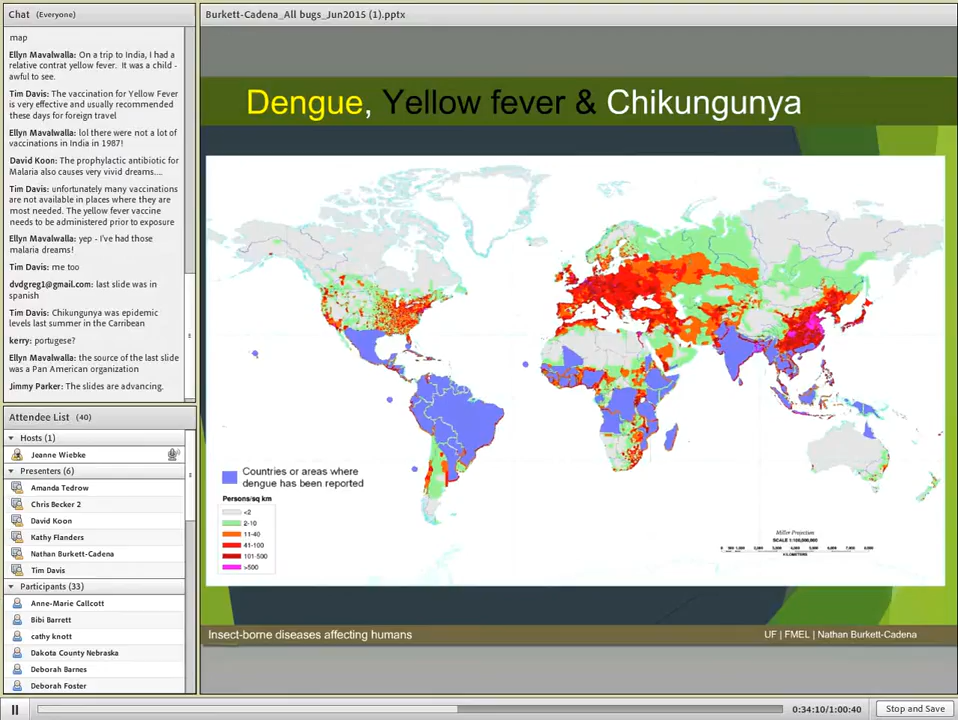 Chat (Everyone)
map
Ellyn Mavalwalla: On a trip to India, I had a
relative contrat yellow fever. It was a child -
awful to see.
Tim Davis: The vaccination for Yellow Fever
is very effective and usually recommended
these days for foreign travel
Ellyn Mavalwalla: lol there were not a lot of
vaccinations in India in 1987!
David Koon: The prophylactic antibiotic for
Malaria also causes very vivid dreams....
Tim Davis: unfortunately many vaccinations
are not available in places where they are
most needed. The yellow fever vaccine
needs to be administered prior to exposure
Ellyn Mavalwalla: yep - I've had those
malaria dreams!
Tim Davis: me too
dvdgreg1@gmail.com: last slide was in
spanish
Tim Davis: Chikungunya was epidemic
levels last summer in the Carribean
kerry: portugese?
Ellyn Mavalwalla: the source of the last slide
was a Pan American organization
Jimmy Parker: The slides are advancing.
Attendee List (40)
Hosts (1)
Jeanne Wiebke
Presenters (6)
Amanda Tedrow
Chris Becker 2
David Koon
Kathy Flanders
Nathan Burkett-Cadena
Tim Davis
Participants (33)
Anne-Marie Callcott
Bibi Barrett
cathy knott
Dakota County Nebraska
Deborah Barnes
Deborah Foster
Burkett-Cadena_All bugs_Jun2015 (1).pptx
Dengue, Yellow fever & Chikungunya
Countries or areas where
dengue has been reported
Persons/sq km
<2
2-10
11-40
41-100
101-500
>500
Miller Projection
SCALE 1:100,000,000
KILOMETERS
Insect-borne diseases affecting humans
UF | FMEL | Nathan Burkett-Cadena
0:34:10/1:00:40
Stop and Save